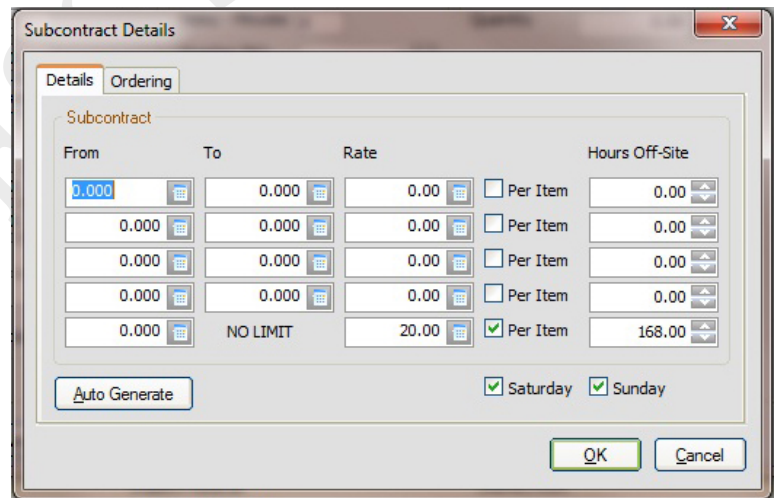 Subcontract Details
Details Ordering
Subcontract
From To Rate Hours Off-Site
0.000 0.000 0.00 Per Item 0.00
0.000 0.000 0.00 Per Item 0.00
0.000 0.000 0.00 Per Item 0.00
0.000 0.000 0.00 Per Item 0.00
0.000 NO LIMIT 20.00 Per Item 168.00
Auto Generate Saturday Sunday
OK Cancel